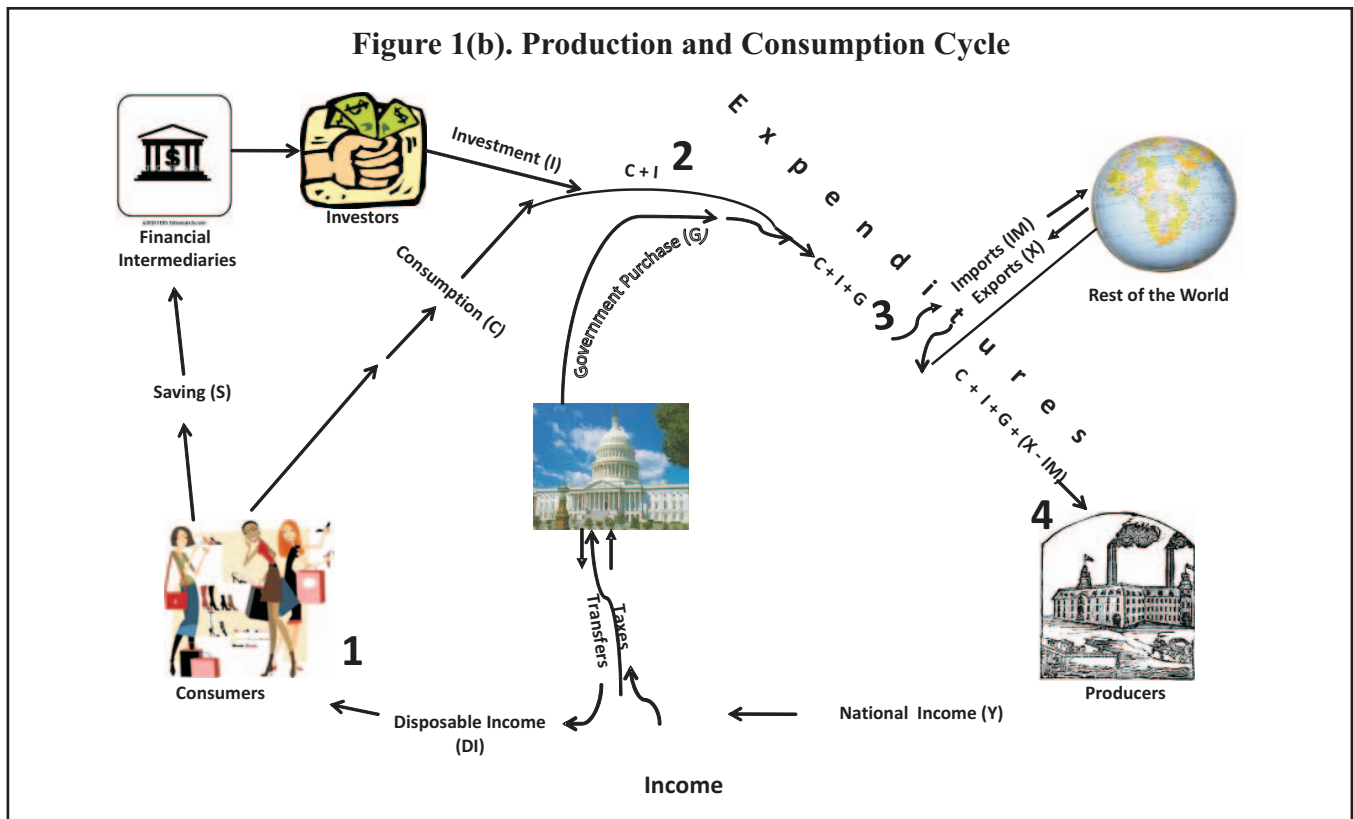 Figure 1(b). Production and Consumption Cycle
Expenditures
$
Financial
Intermediaries
$
$
Investors
Investment (I)
C + I
2
Consumption (C)
Government Purchase (G)
C + I + G
3
Imports (IM)
Exports (X)
Rest of the World
C + I + G + (X - IM)
4
Producers
Saving (S)
1
Consumers
Transfers
Taxes
Disposable Income
(DI)
National Income (Y)
Income